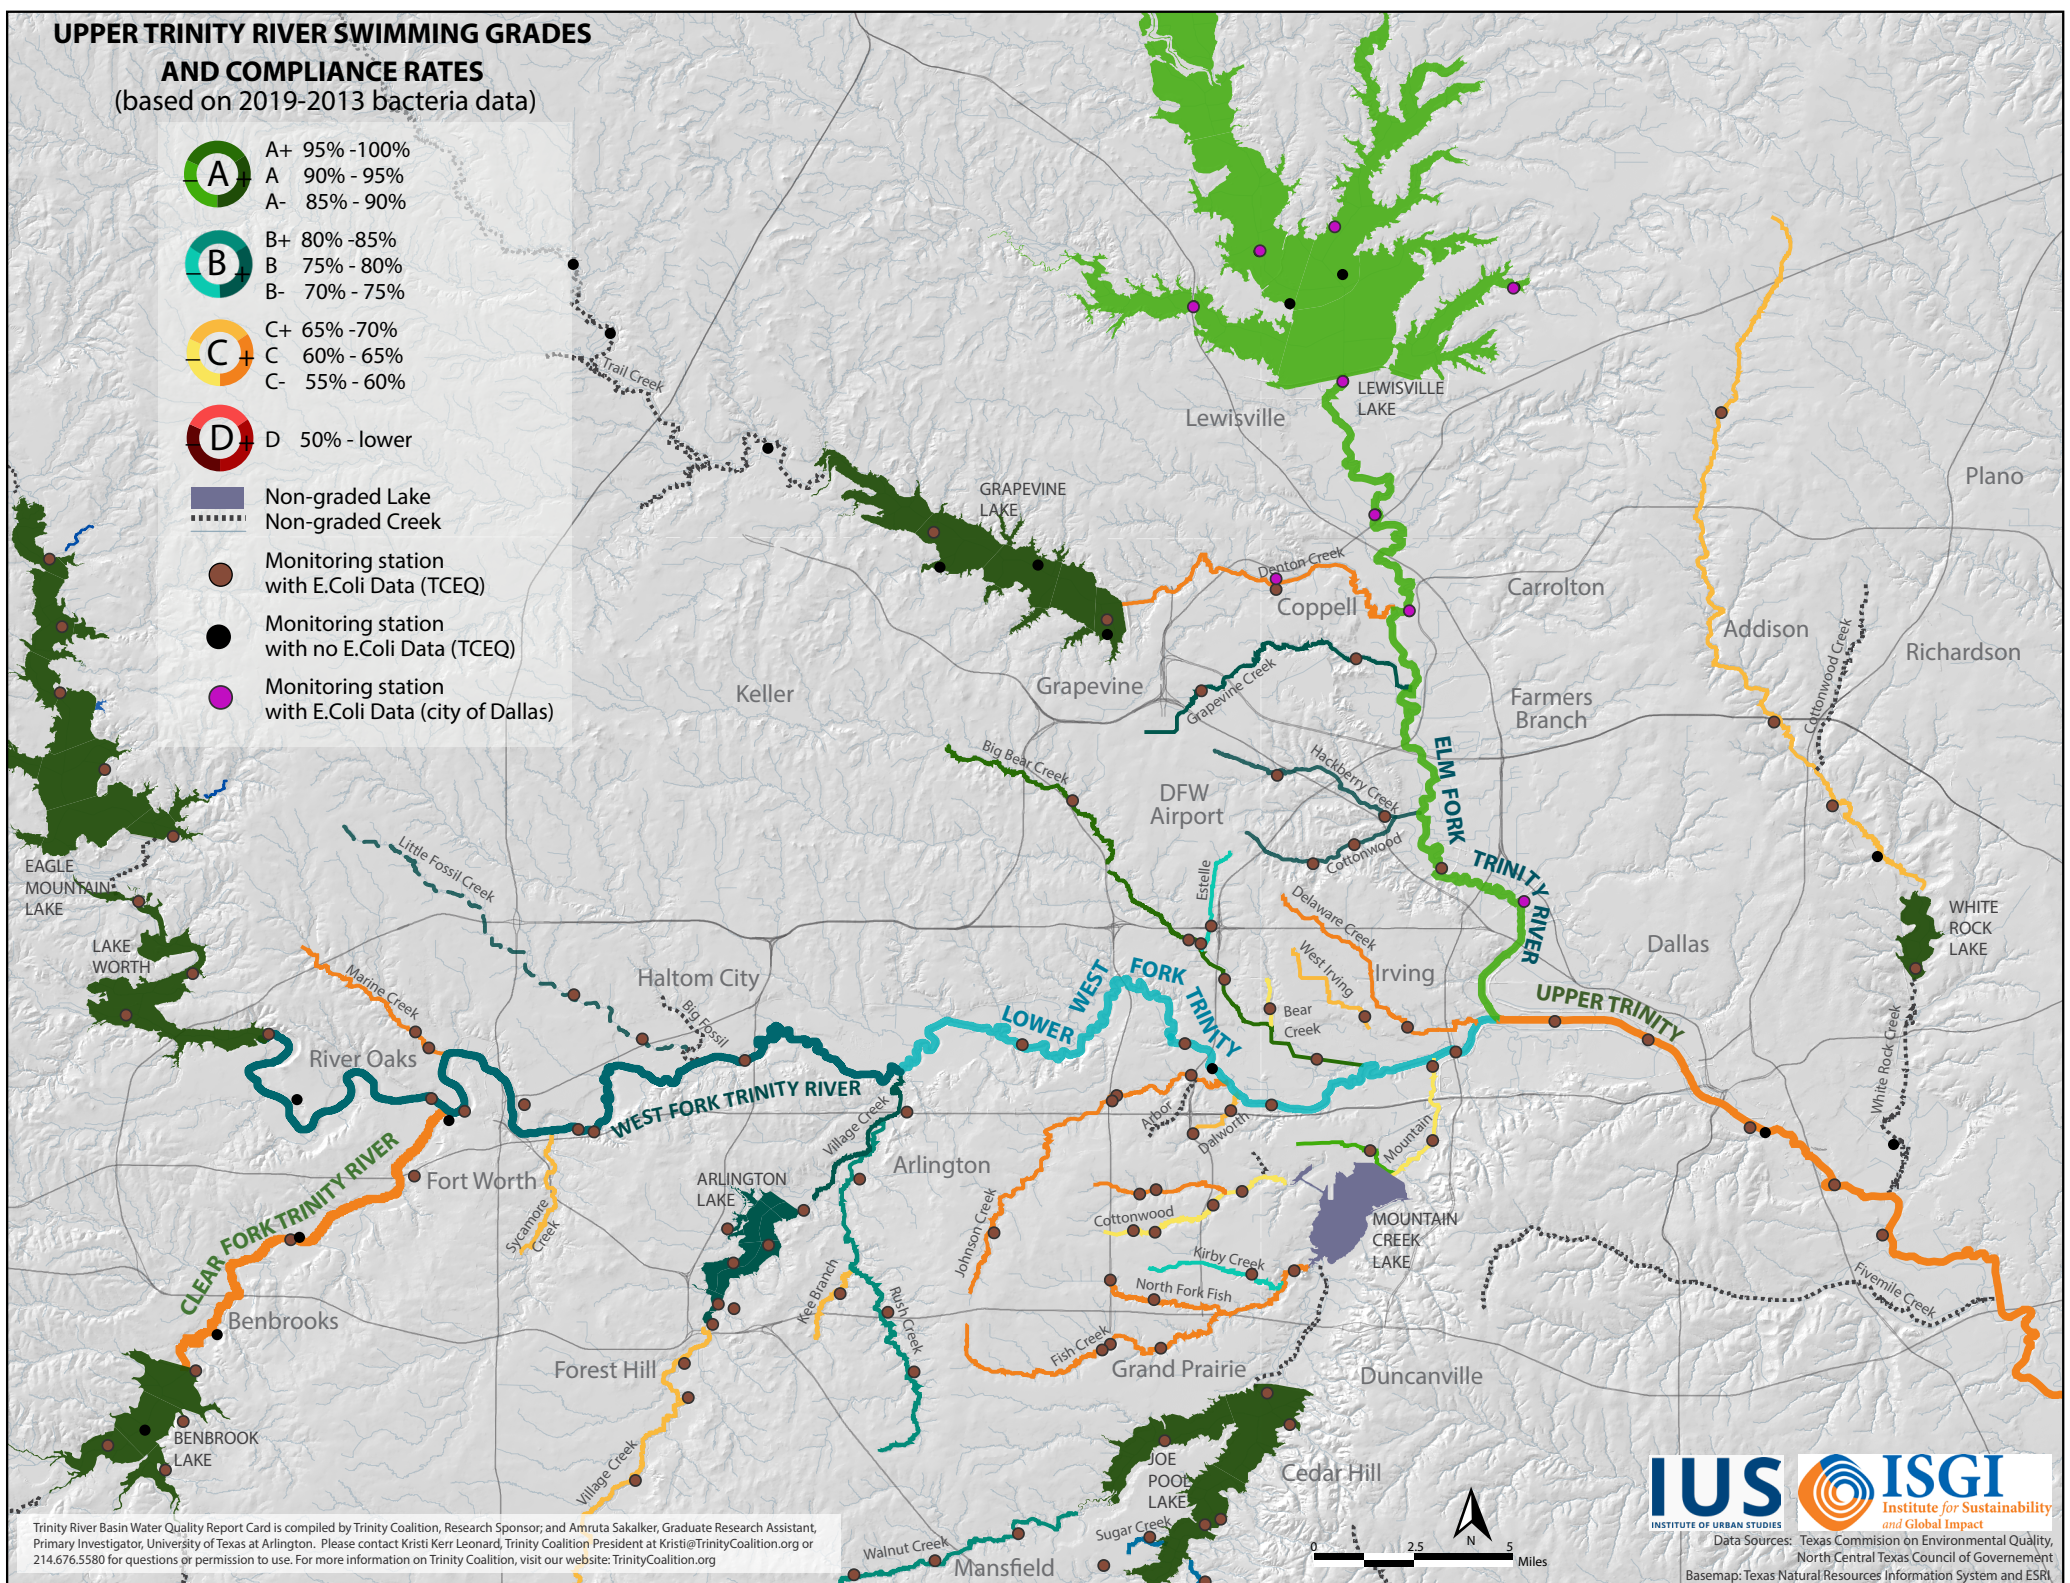 UPPER TRINITY RIVER SWIMMING GRADES
AND COMPLIANCE RATES
(based on 2019-2013 bacteria data)
A
A+ 95% -100%
A 90% - 95%
A- 85% - 90%
B
B+ 80% -85%
B 75% - 80%
B- 70% - 75%
C
C+ 65% -70%
C 60% - 65%
C- 55% - 60%
D
D 50% - lower
Non-graded Lake
Non-graded Creek
Monitoring station
with E.Coli Data (TCEQ)
Monitoring station
with no E.Coli Data (TCEQ)
Monitoring station
with E.Coli Data (city of Dallas)
Trail Creek
LEWISVILLE
LAKE
Lewisville
Plano
GRAPEVINE
LAKE
Denton Creek
Coppell
Carrolton
Addison
Cottonwood Creek
Richardson
Keller
Grapevine
Grapevine Creek
Farmers
Branch
Big Bear Creek
Hackberry Creek
DFW
Airport
ELM FORK
TRINITY
RIVER
Cottonwood
Estelle
EAGLE
MOUNTAIN
LAKE
Little Fossil Creek
Delaware Creek
WHITE
ROCK
LAKE
LAKE
WORTH
Marine Creek
Haltom City
Big Fossil
West Irving
Irving
Dallas
LOWER
WEST
FORK
TRINITY
Bear
Creek
UPPER TRINITY
River Oaks
WEST FORK TRINITY RIVER
White Rock Creek
Village Creek
Arbor
Dalworth
Mountain
CLEAR FORK TRINITY RIVER
Fort Worth
Arlington
ARLINGTON
LAKE
Sycamore
Creek
Johnson Creek
Cottonwood
MOUNTAIN
CREEK
LAKE
Kirby Creek
North Fork Fish
Fivemile Creek
Kee Branch
Rush Creek
Benbrooks
Forest Hill
Fish Creek
Grand Prairie
Duncanville
BENBROOK
LAKE
Village Creek
JOE
POOL
LAKE
Cedar Hill
Sugar Creek
Walnut Creek
Mansfield
N
0 2.5 5
Miles
IUS
INSTITUTE OF URBAN STUDIES
ISGI
Institute for Sustainability
and Global Impact
Data Sources: Texas Commision on Environmental Quality,
North Central Texas Council of Governement
Basemap: Texas Natural Resources Information System and ESRI
Trinity River Basin Water Quality Report Card is compiled by Trinity Coalition, Research Sponsor; and Amruta Sakalker, Graduate Research Assistant,
Primary Investigator, University of Texas at Arlington. Please contact Kristi Kerr Leonard, Trinity Coalition President at Kristi@TrinityCoalition.org or
214.676.5580 for questions or permission to use. For more information on Trinity Coalition, visit our website: TrinityCoalition.org